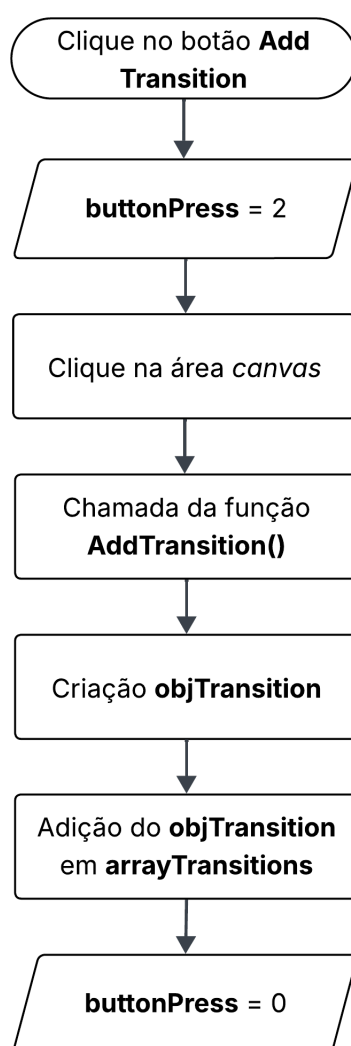 Clique no botão Add
Transition
buttonPress = 2
Clique na área canvas
Chamada da função
AddTransition()
Criação objTransition
Adição do objTransition
em arrayTransitions
buttonPress = 0